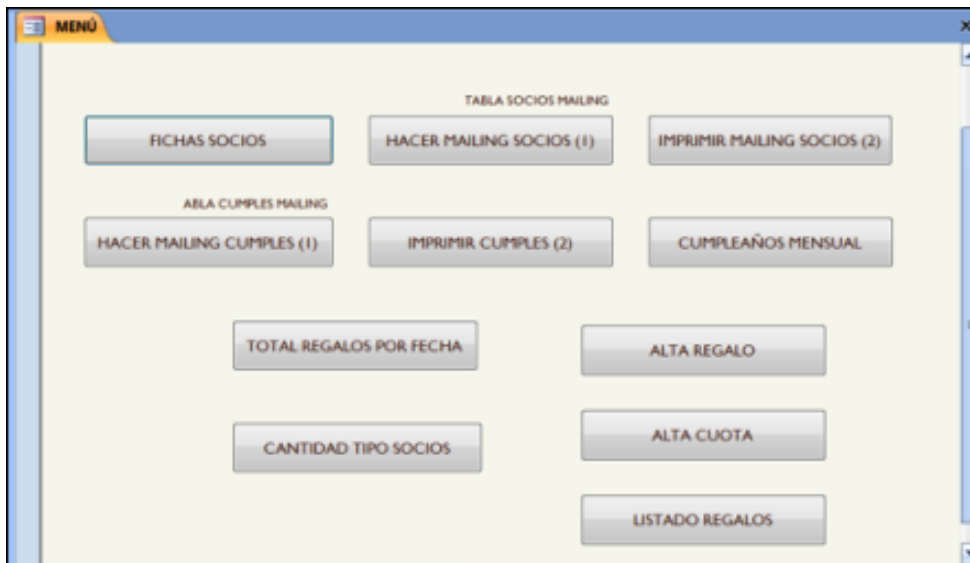 MENÚ
TABLA SOCIOS MAILING
FICHAS SOCIOS
HACER MAILING SOCIOS (1)
IMPRIMIR MAILING SOCIOS (2)
ABLA CUMPLES MAILING
HACER MAILING CUMPLES (1)
IMPRIMIR CUMPLES (2)
CUMPLEAÑOS MENSUAL
TOTAL REGALOS POR FECHA
ALTA REGALO
CANTIDAD TIPO SOCIOS
ALTA CUOTA
LISTADO REGALOS